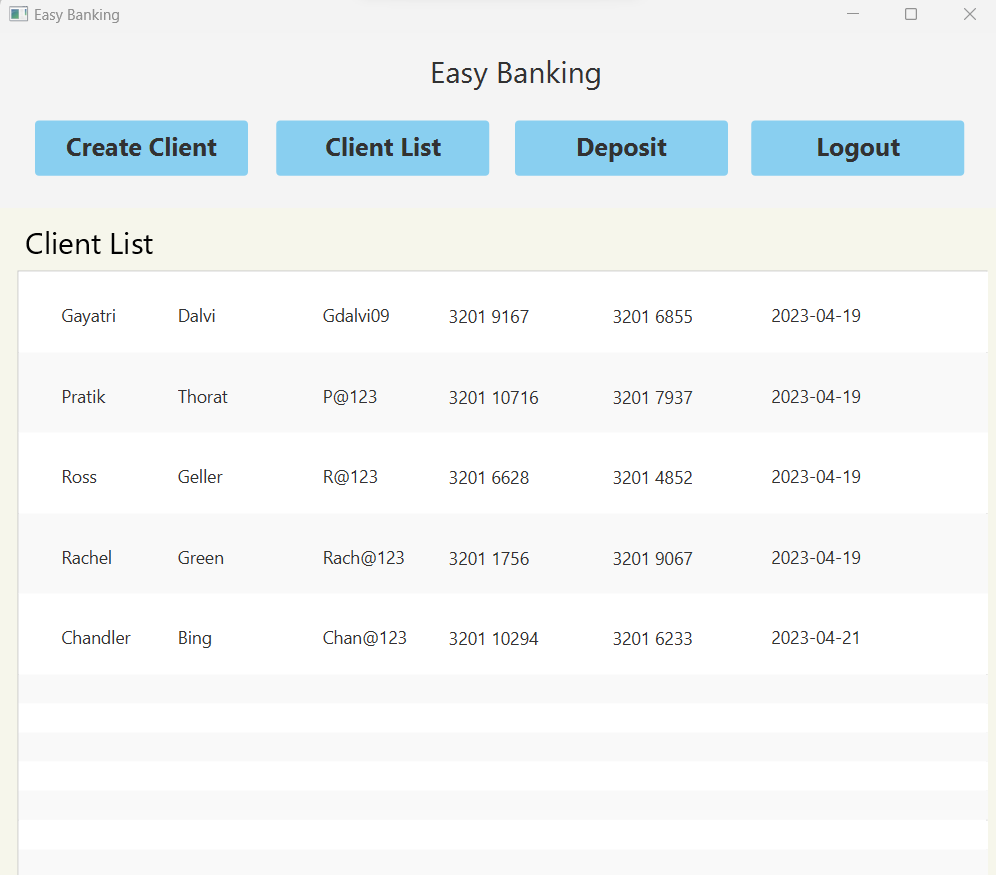 Easy Banking
Easy Banking
Create Client Client List Deposit Logout
Client List
Gayatri Dalvi Gdalvi09 3201 9167 3201 6855 2023-04-19
Pratik Thorat P@123 3201 10716 3201 7937 2023-04-19
Ross Geller R@123 3201 6628 3201 4852 2023-04-19
Rachel Green Rach@123 3201 1756 3201 9067 2023-04-19
Chandler Bing Chan@123 3201 10294 3201 6233 2023-04-21